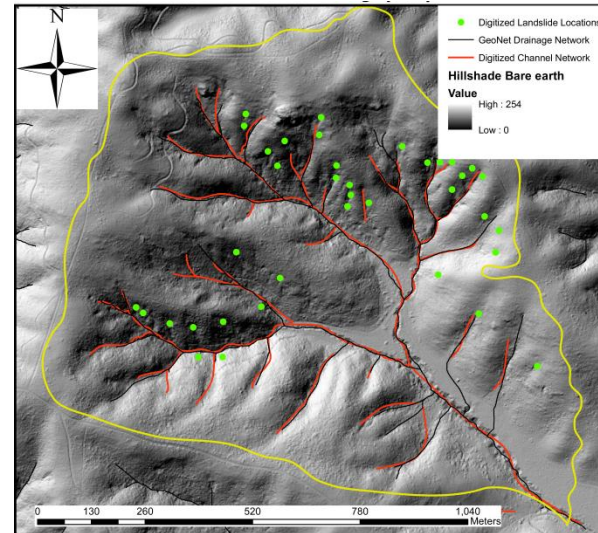 N
Digitized Landslide Locations
GeoNet Drainage Network
Digitized Channel Network
Hillshade Bare earth
Value
High : 254
Low : 0
0 130 260 520 780 1,040
Meters